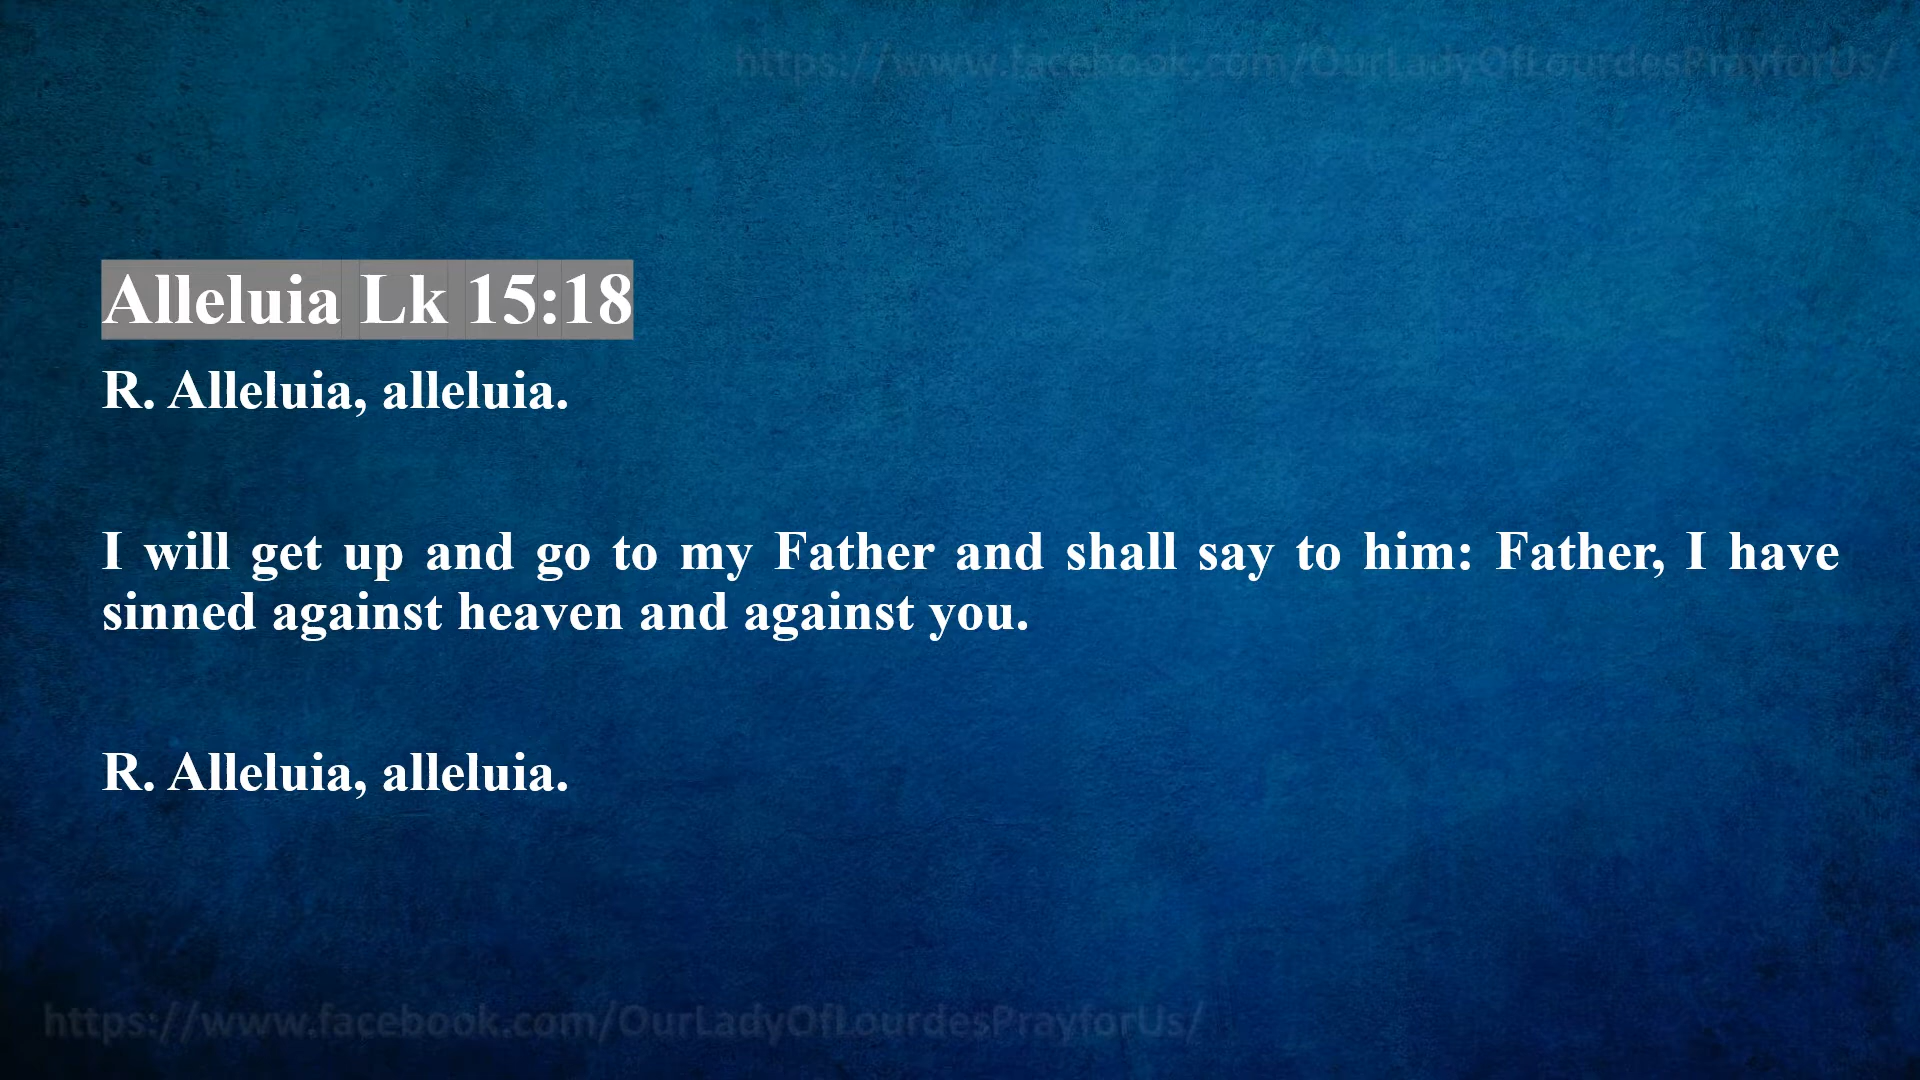 https://www.facebook.com/OurLadyOfLourdesPrayforUs/
Alleluia Lk 15:18
R. Alleluia, alleluia.
I will get up and go to my Father and shall say to him: Father, I have
sinned against heaven and against you.
R. Alleluia, alleluia.
https://www.facebook.com/OurLadyOfLourdesPrayforUs/